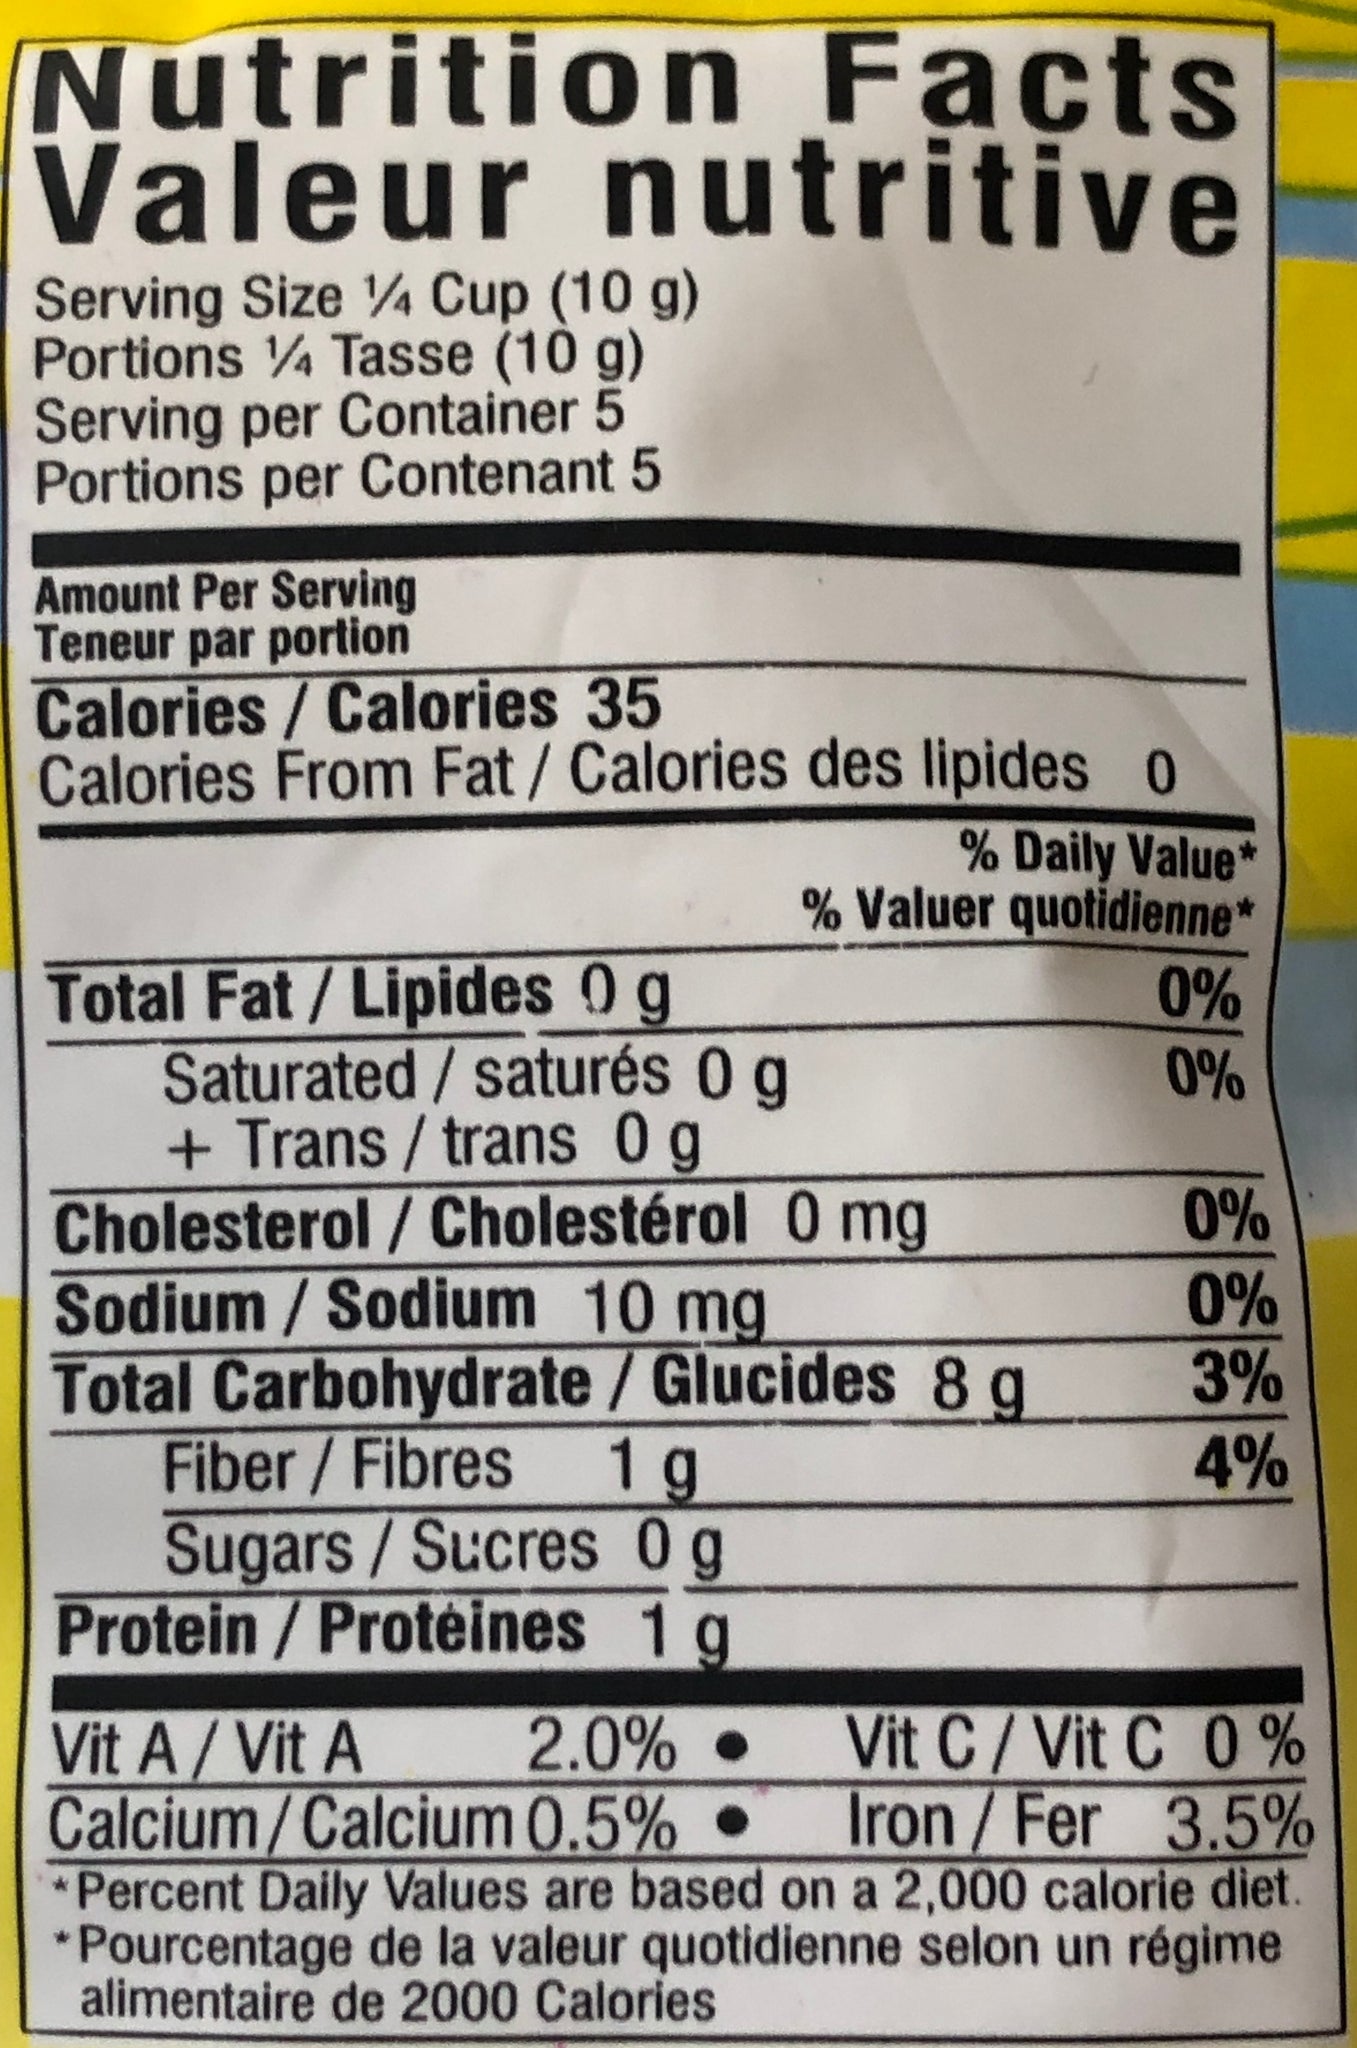 Nutrition Facts
Valeur nutritive
Serving Size ¼ Cup (10 g)
Portions ¼ Tasse (10 g)
Serving per Container 5
Portions per Contenant 5
Amount Per Serving
Teneur par portion
Calories / Calories 35
Calories From Fat / Calories des lipides 0
% Daily Value*
% Valuer quotidienne*
Total Fat / Lipides 0 g 0%
Saturated / saturés 0 g 0%
+ Trans / trans 0 g
Cholesterol / Cholestérol 0 mg 0%
Sodium / Sodium 10 mg 0%
Total Carbohydrate / Glucides 8 g 3%
Fiber / Fibres 1 g 4%
Sugars / Sucres 0 g
Protein / Protéines 1 g
Vit A / Vit A 2.0% • Vit C / Vit C 0 %
Calcium / Calcium 0.5% • Iron / Fer 3.5%
*Percent Daily Values are based on a 2,000 calorie diet.
*Pourcentage de la valeur quotidienne selon un régime
alimentaire de 2000 Calories